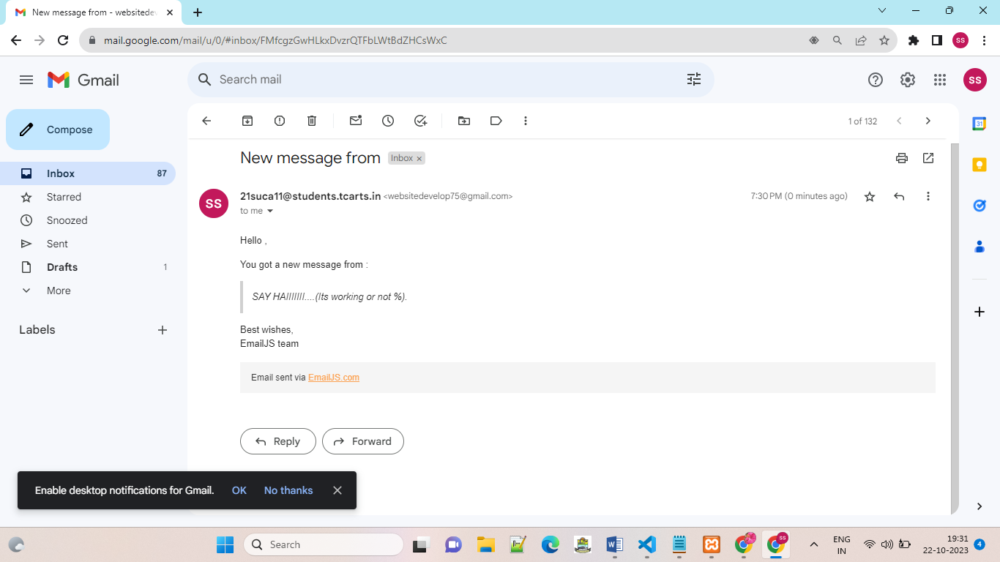 New message from - websitedev
mail.google.com/mail/u/0/#inbox/FMfcgzGwHLkxDvzrQTFbLWtBdZHCsWxC
SS
Gmail
Search mail
SS
Compose
1 of 132
31
Inbox 87
Starred
Snoozed
Sent
Drafts 1
More
Labels
New message from Inbox ×
SS
21suca11@students.tcarts.in <websitedevelop75@gmail.com>
7:30 PM (0 minutes ago)
to me
Hello ,
You got a new message from :
SAY HAIIIIIII....(Its working or not %).
Best wishes,
EmailJS team
Email sent via EmailJS.com
Reply Forward
Enable desktop notifications for Gmail. OK No thanks
Search
SS
ENG
IN
19:31
22-10-2023
4